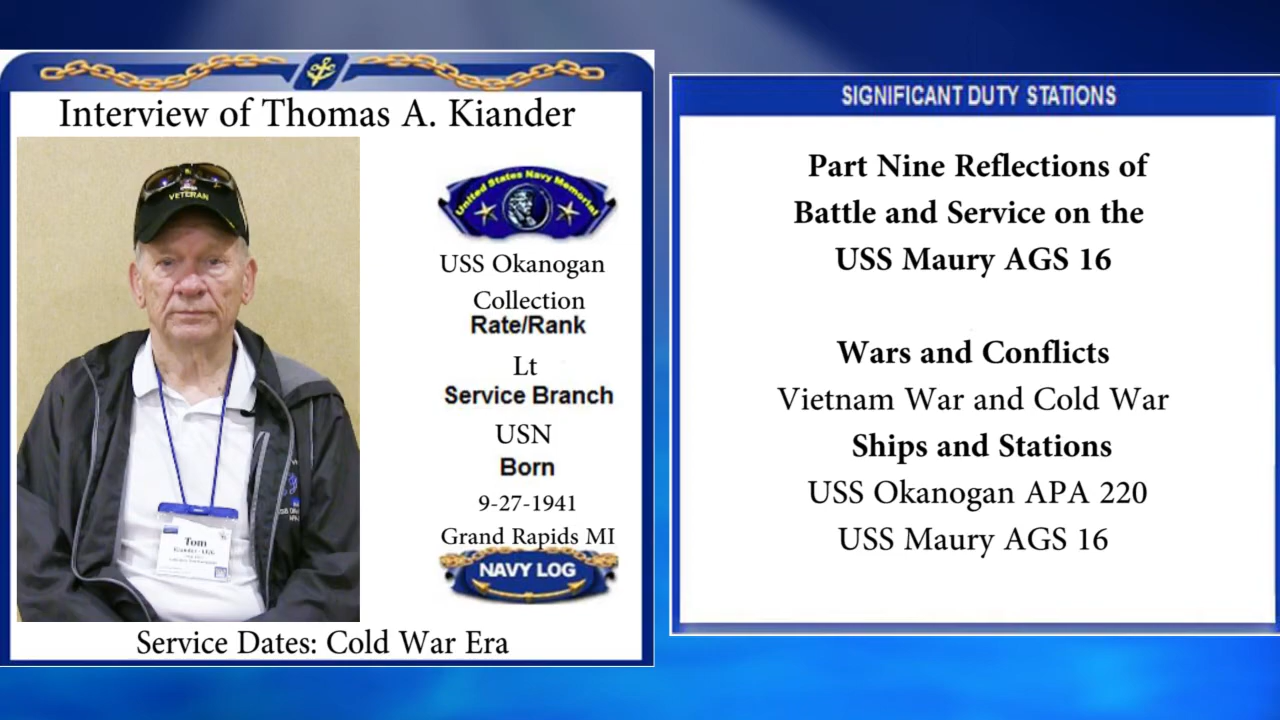 Interview of Thomas A. Kiander
VETERAN
Tom
United States Navy Memorial
USS Okanogan
Collection
Rate/Rank
Lt
Service Branch
USN
Born
9-27-1941
Grand Rapids MI
NAVY LOG
Service Dates: Cold War Era
SIGNIFICANT DUTY STATIONS
Part Nine Reflections of
Battle and Service on the
USS Maury AGS 16
Wars and Conflicts
Vietnam War and Cold War
Ships and Stations
USS Okanogan APA 220
USS Maury AGS 16